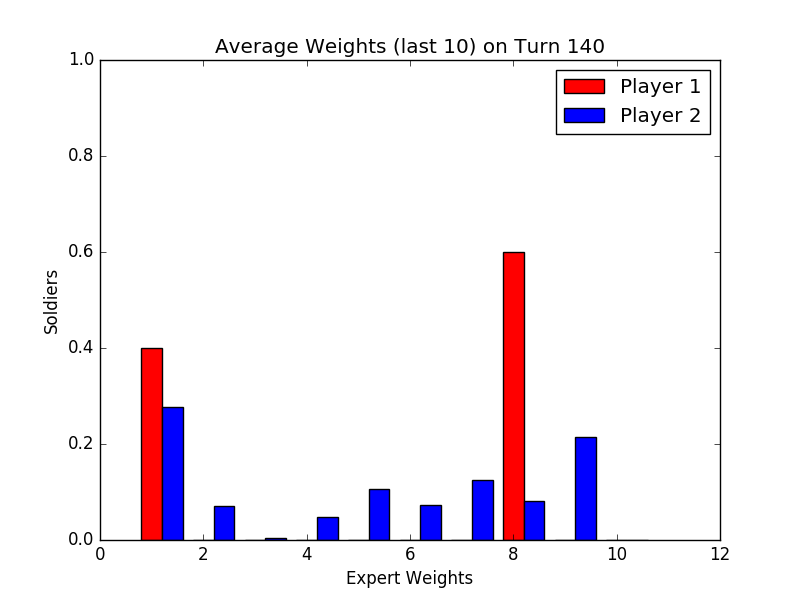 Average Weights (last 10) on Turn 140
1.0
0.8
0.6
0.4
0.2
0.0
Soldiers
Player 1
Player 2
0 2 4 6 8 10 12
Expert Weights